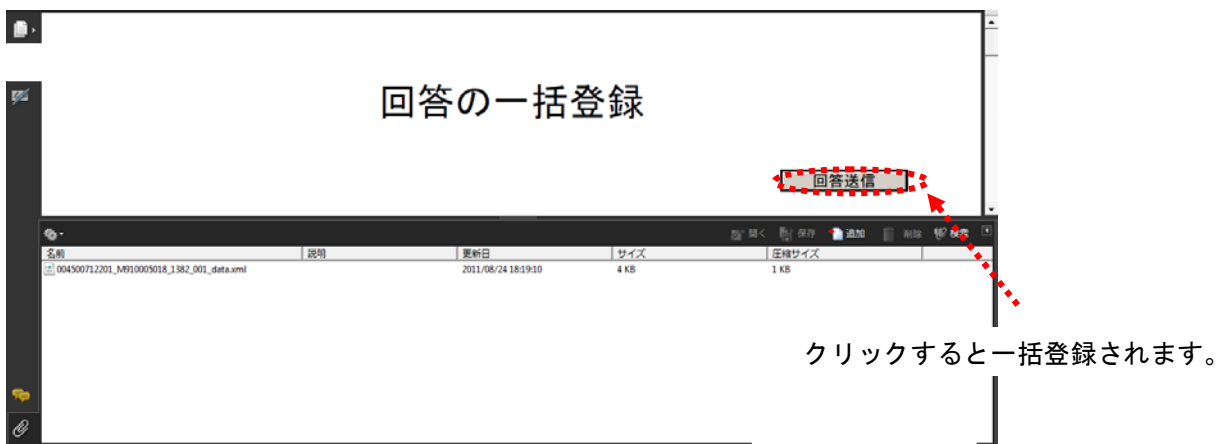 回答の一括登録
回答送信
開く 保存 追加 削除 検索
名前 説明 更新日 サイズ 圧縮サイズ
004500712201_M910005018_1382_001_data.xml 2011/08/24 18:19:10 4 KB 1 KB
クリックすると一括登録されます。